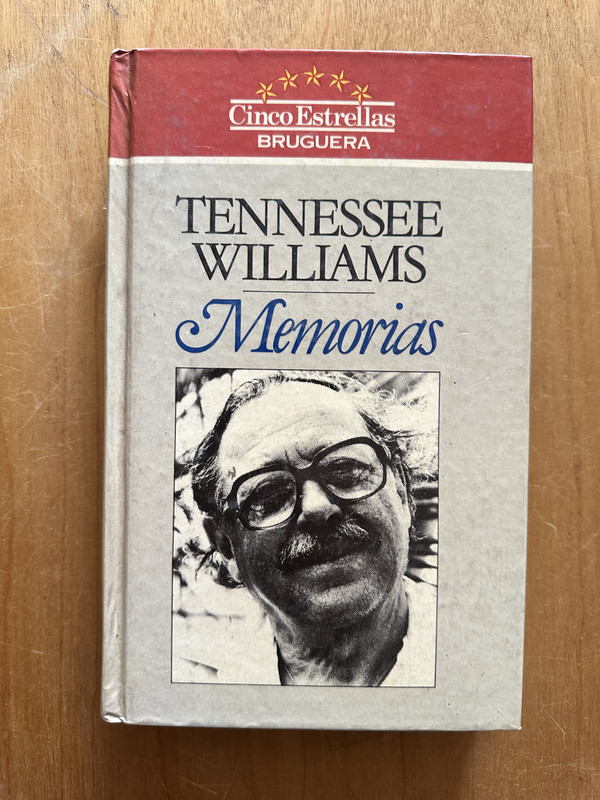 Cinco Estrellas
BRUGUERA
TENNESSEE
WILLIAMS
Memorias